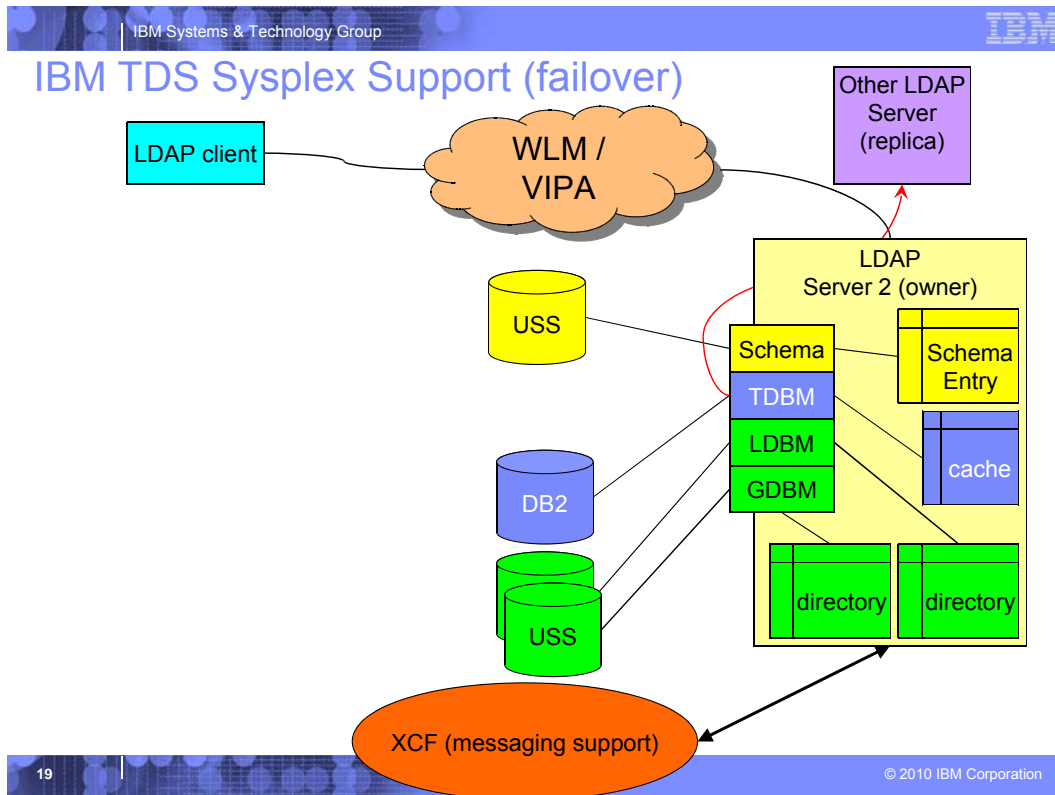 IBM Systems & Technology Group
IBM
IBM TDS Sysplex Support (failover)
Other LDAP
Server
(replica)
LDAP client
WLM /
VIPA
LDAP
Server 2 (owner)
USS
Schema
Schema
Entry
TDBM
LDBM
cache
GDBM
DB2
directory
directory
USS
XCF (messaging support)
19
© 2010 IBM Corporation